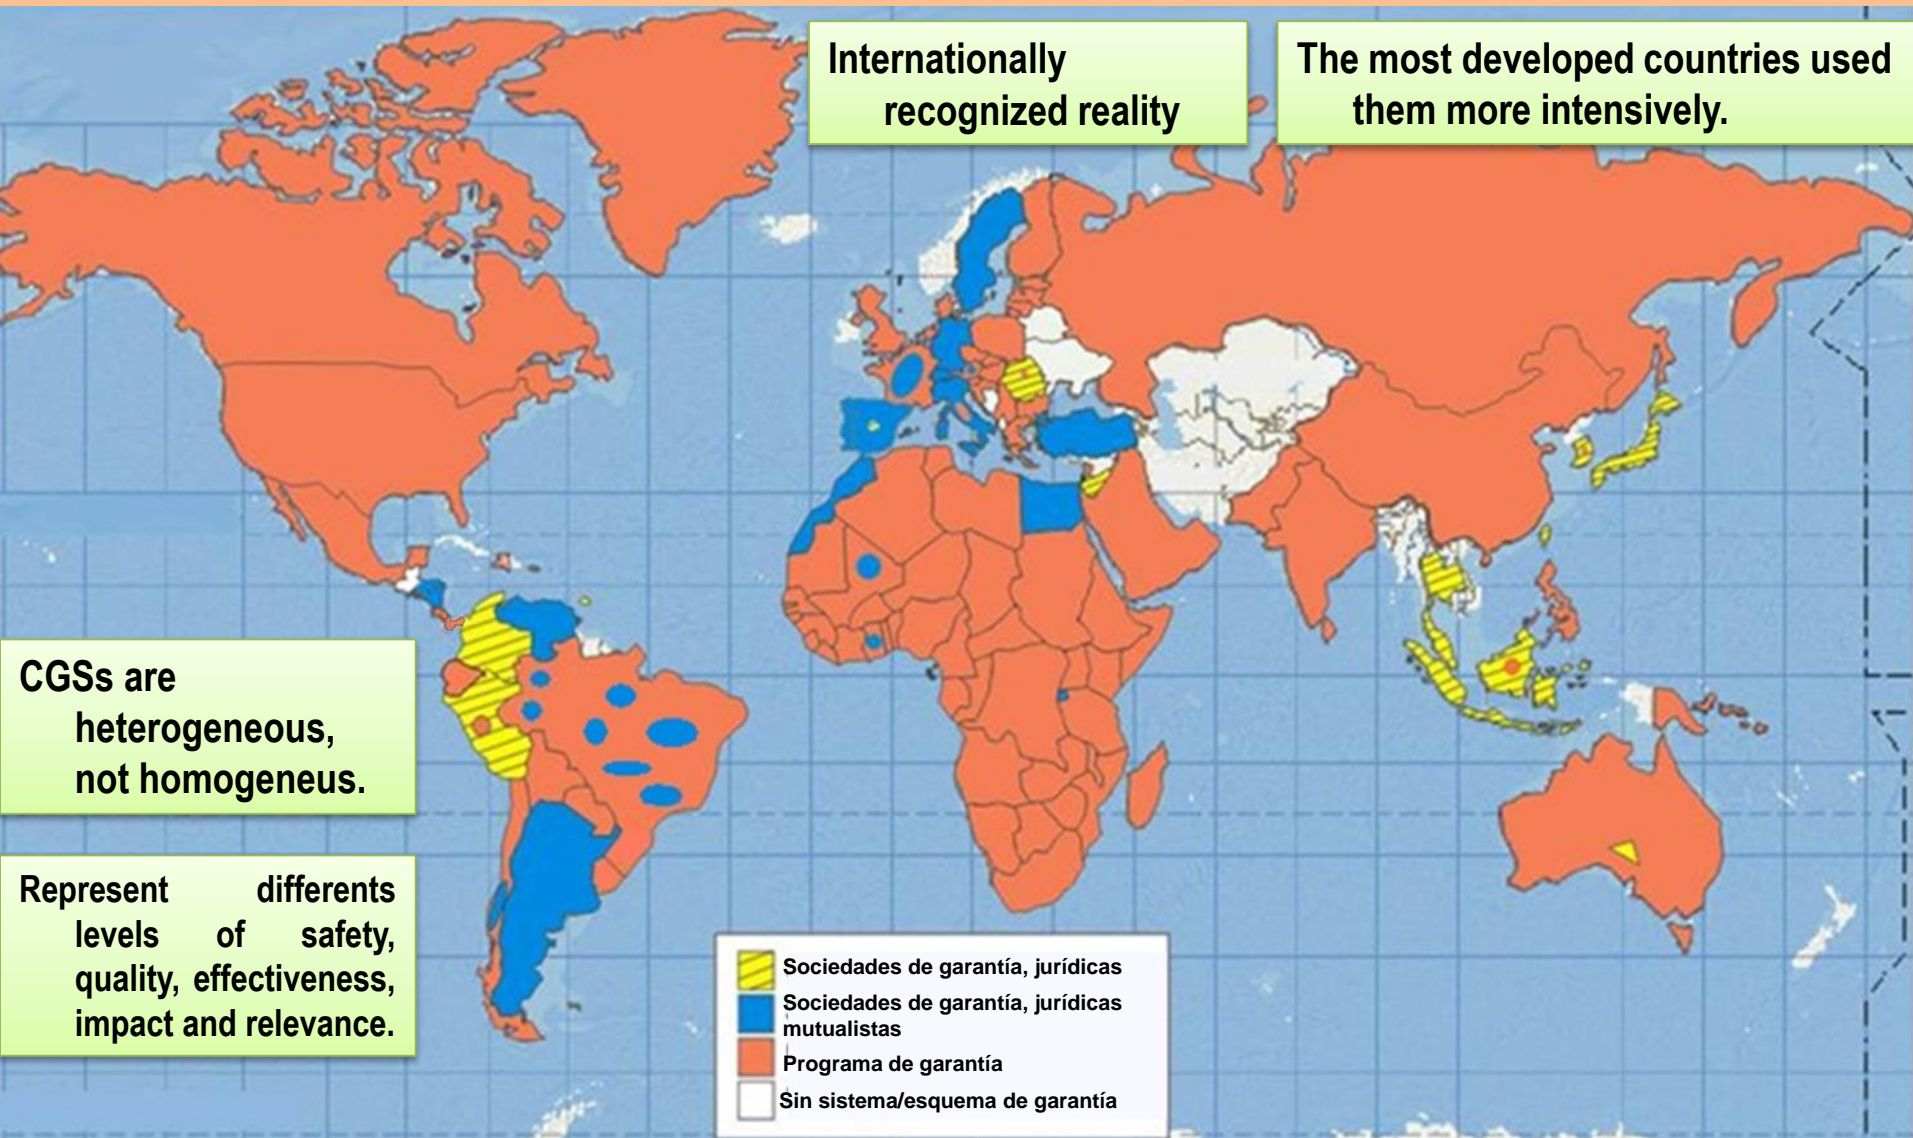 Internationally
recognized reality
The most developed countries used
them more intensively.
CGSs are
heterogeneous,
not homogeneus.
Represent differents
levels of safety,
quality, effectiveness,
impact and relevance.
Sociedades de garantía, jurídicas
Sociedades de garantía, jurídicas
mutualistas
Programa de garantía
Sin sistema/esquema de garantía